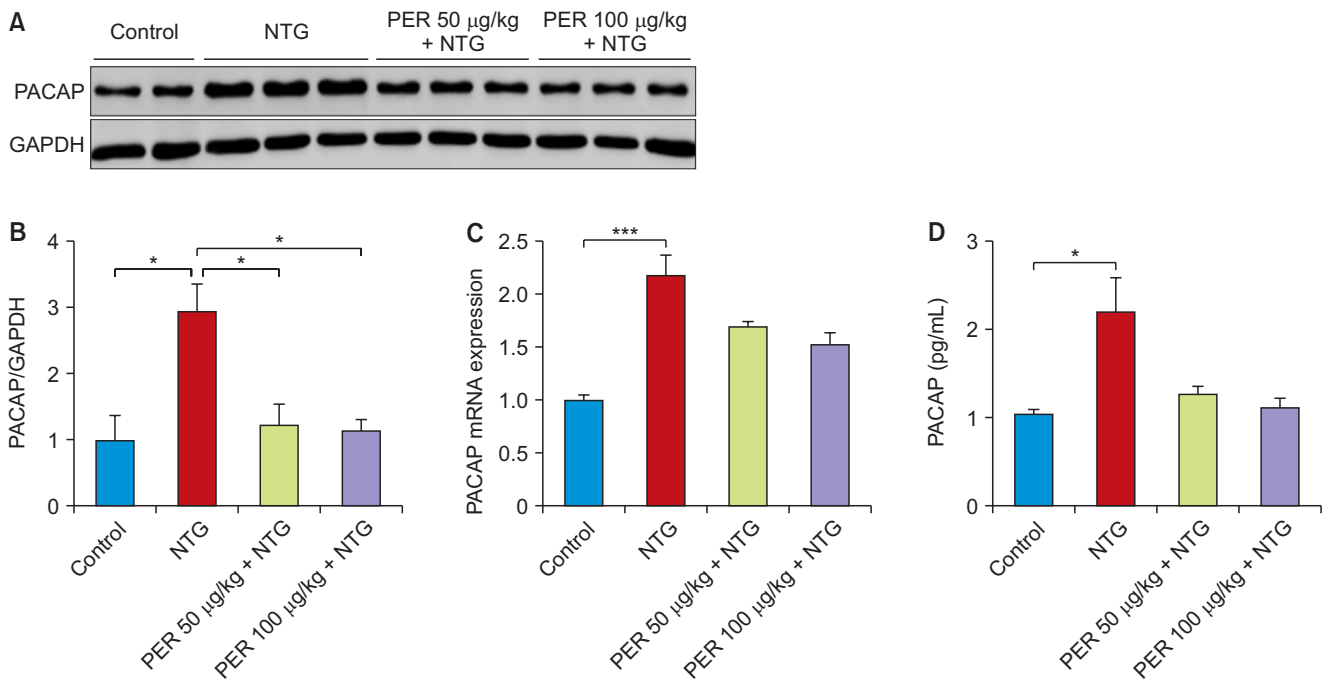 A
Control
NTG
PER 50 μg/kg
+ NTG
PER 100 μg/kg
+ NTG
PACAP
GAPDH
B
PACAP/GAPDH
4
3
2
1
0
*
*
*
Control
NTG
PER 50 μg/kg + NTG
PER 100 μg/kg + NTG
C
PACAP mRNA expression
2.5
2.0
1.5
1.0
0.5
0
***
Control
NTG
PER 50 μg/kg + NTG
PER 100 μg/kg + NTG
D
PACAP (pg/mL)
3
2
1
0
*
Control
NTG
PER 50 μg/kg + NTG
PER 100 μg/kg + NTG